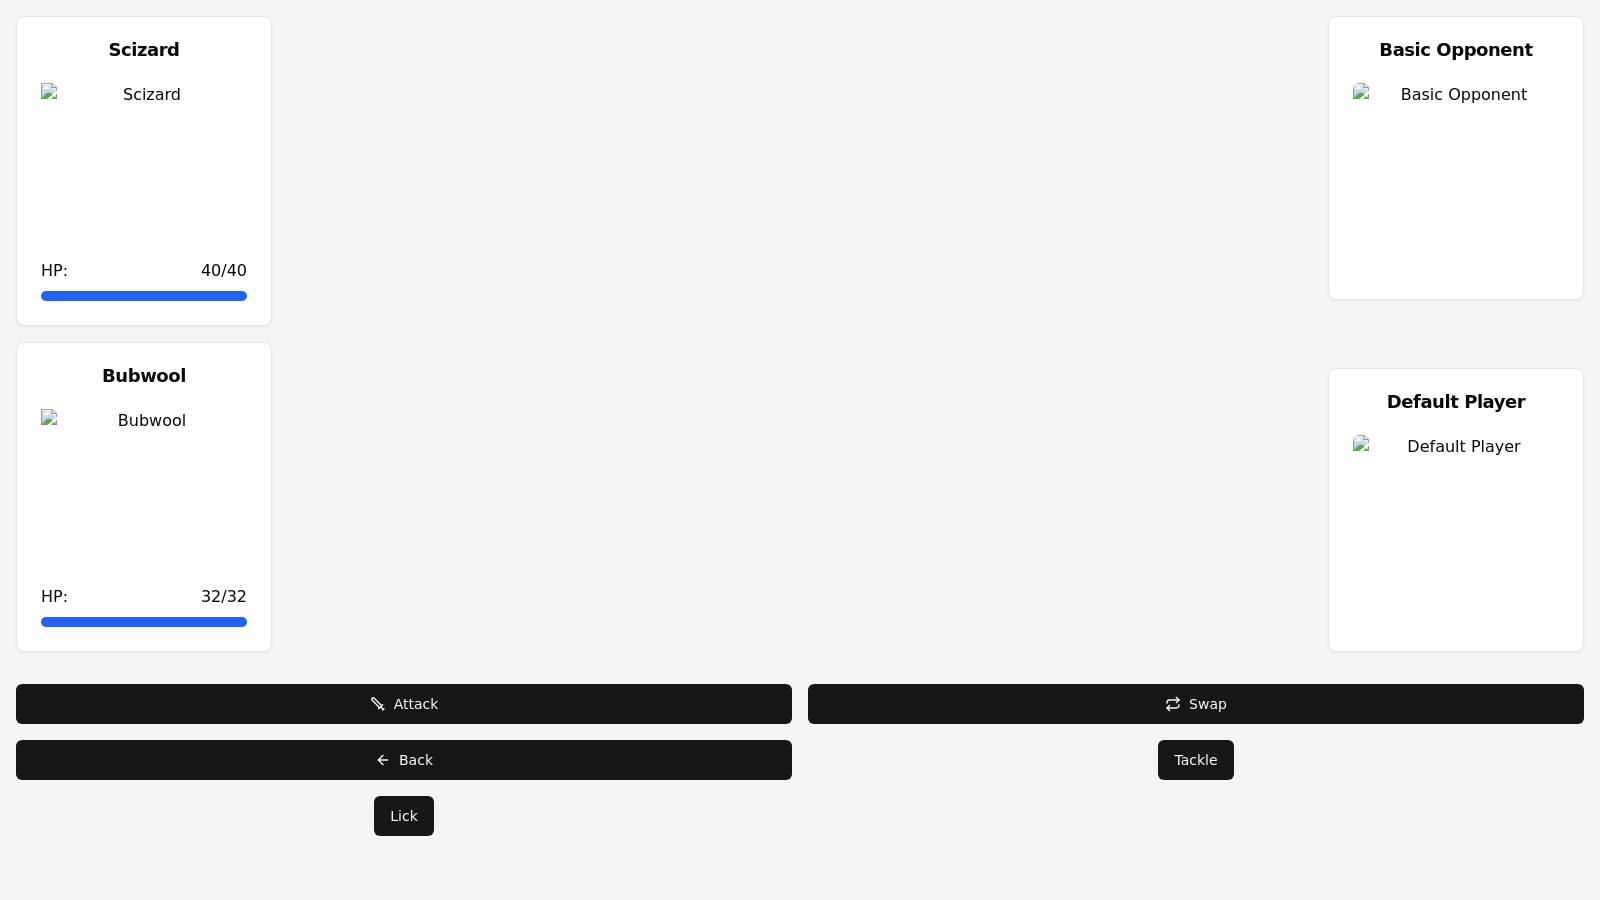 Scizard
Scizard
HP: 40/40
Basic Opponent
Basic Opponent
Bubwool
Bubwool
HP: 32/32
Default Player
Default Player
Attack
Swap
Back
Tackle
Lick